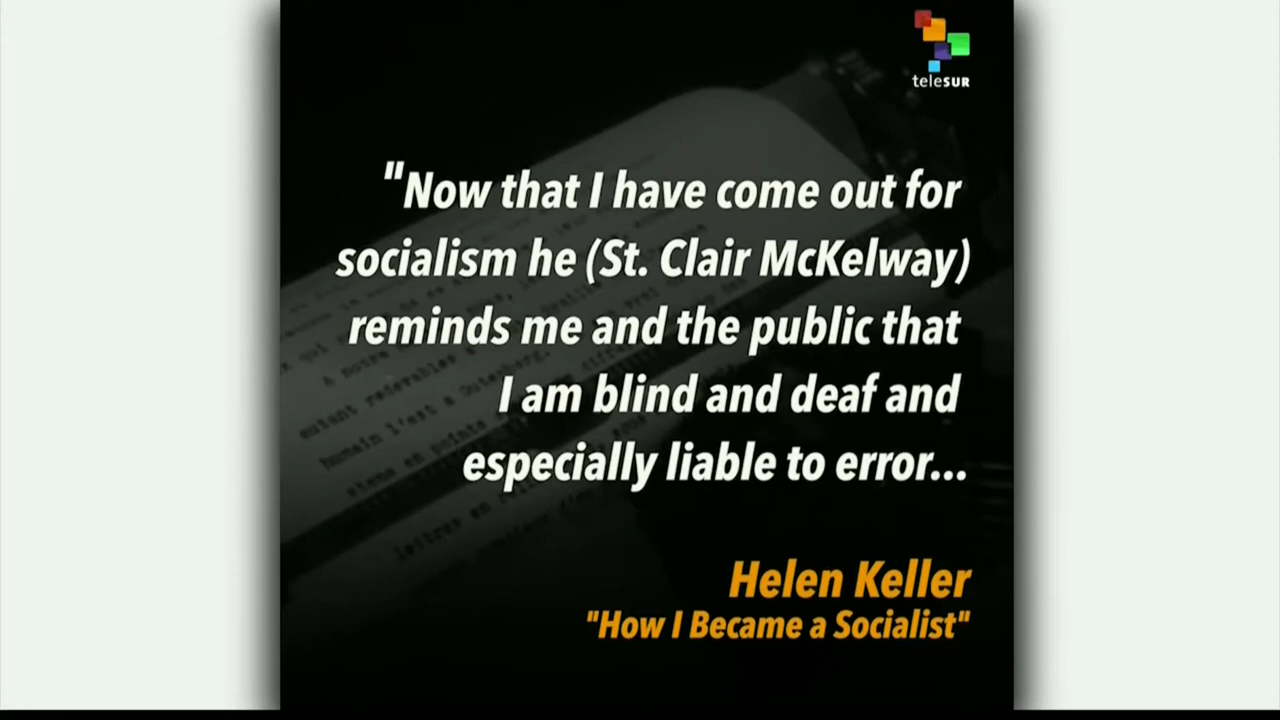 teleSUR
"Now that I have come out for
socialism he (St. Clair McKelway)
reminds me and the public that
I am blind and deaf and
especially liable to error...
Helen Keller
"How I Became a Socialist"